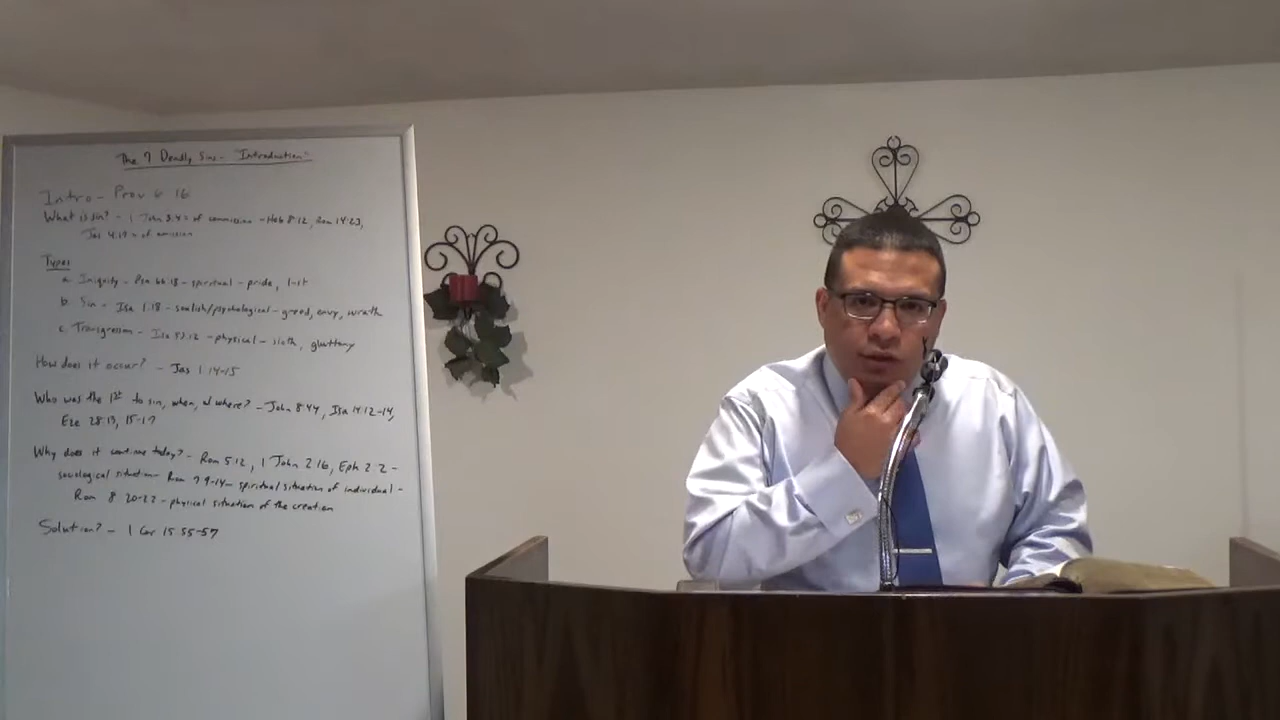 The 7 Deadly Sins - "Introduction"
Intro - Prov 6 16
What is sin? - 1 John 3:4 = of commission - Heb 8:12, Rom 14:23,
Jas 4:17 = of omission
Types
a. Iniquity - Psa 66:18 - spiritual - pride, lust
b. Sin - Isa 1:18 - soulish/psychological - greed, envy, wrath
c. Transgression - Isa 53:12 - physical - sloth, gluttony
How does it occur? - Jas 1:14-15
Who was the 1st to sin, when, & where? - John 8:44, Isa 14:12-14,
Eze 28:13, 15-17
Why does it continue today? - Rom 5:12, 1 John 2:16, Eph 2:2 -
sociological situation - Rom 7 9-14 - spiritual situation of individual -
Rom 8 20-22 - physical situation of the creation
Solution? - 1 Cor 15:55-57